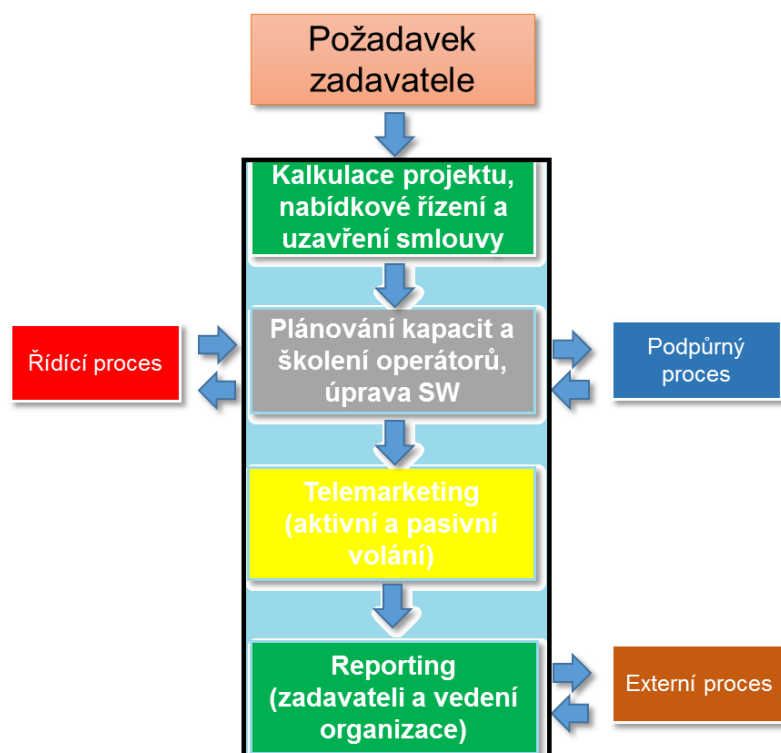 Požadavek
zadavatele
Kalkulace projektu,
nabídkové řízení a
uzavření smlouvy
Řídící proces
Plánování kapacit a
školení operátorů,
úprava SW
Podpůrný
proces
Telemarketing
(aktivní a pasivní
volání)
Reporting
(zadavateli a vedení
organizace)
Externí proces